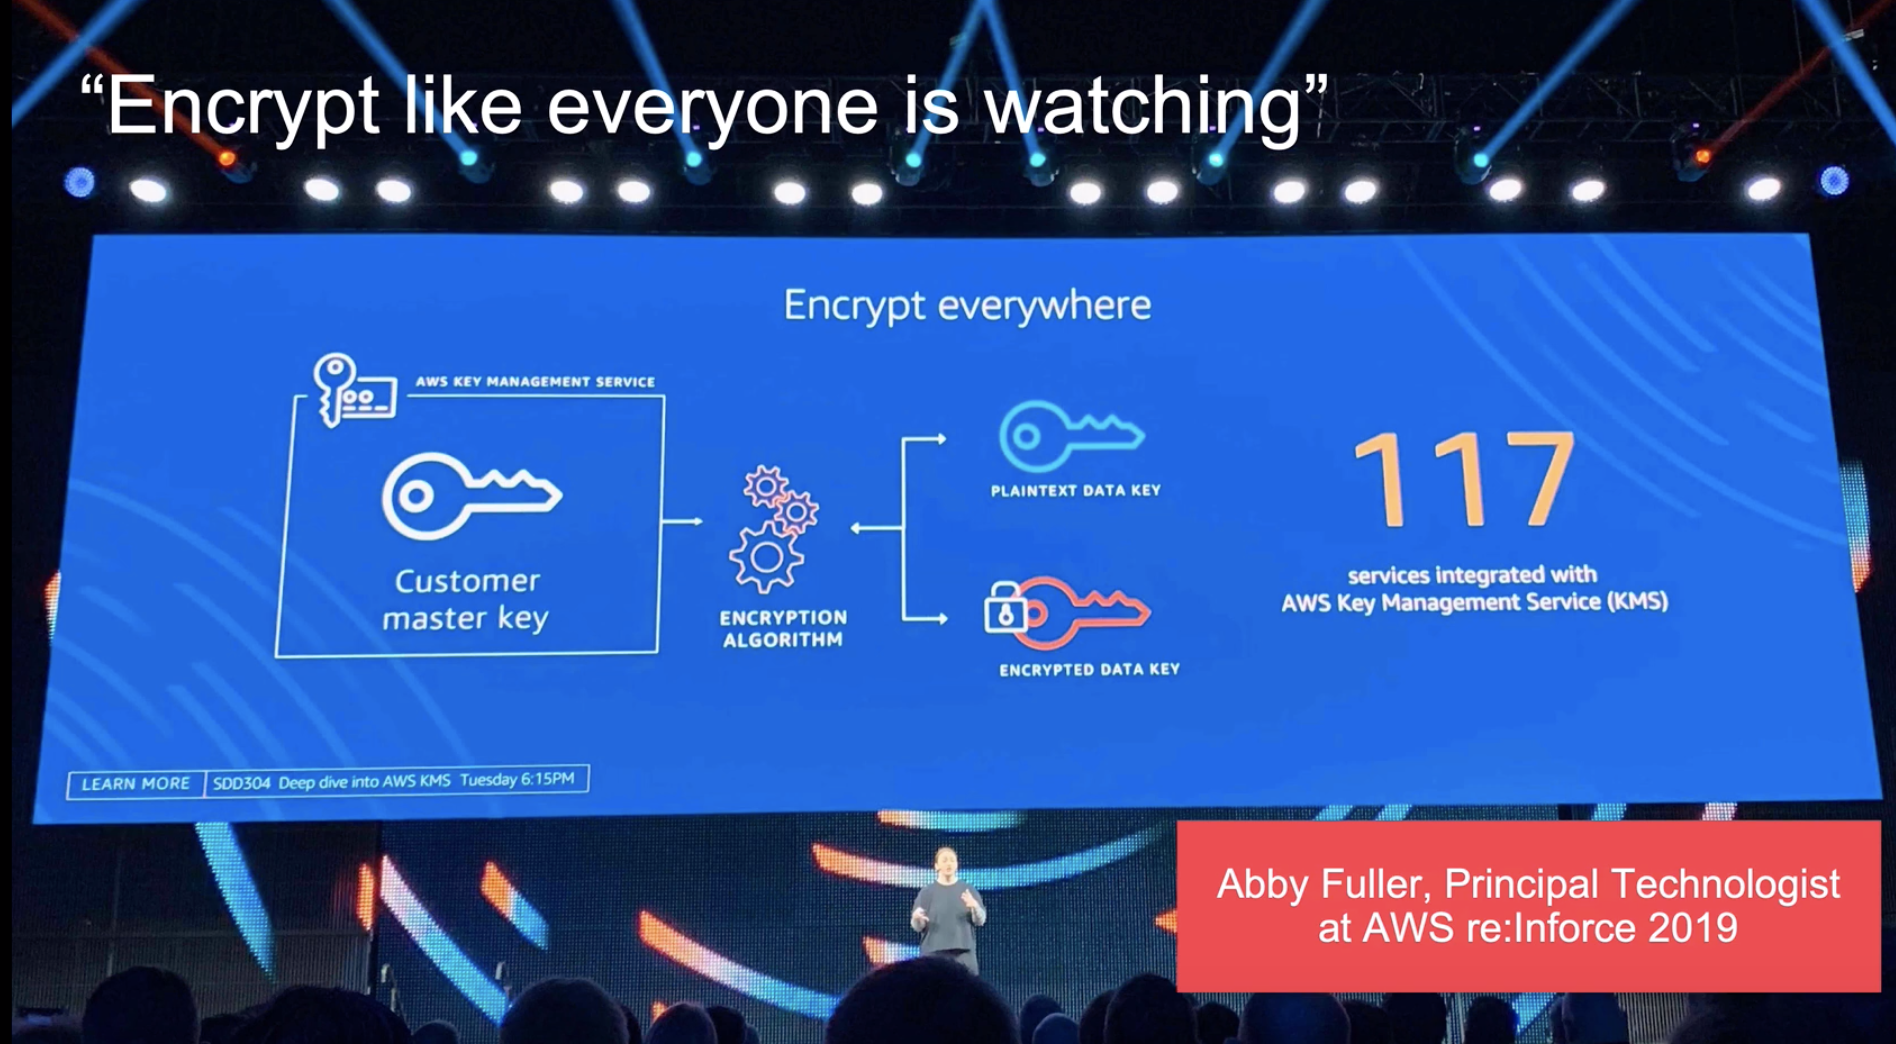 “Encrypt like everyone is watching”
Encrypt everywhere
AWS KEY MANAGEMENT SERVICE
Customer
master key
ENCRYPTION
ALGORITHM
PLAINTEXT DATA KEY
ENCRYPTED DATA KEY
117
services integrated with
AWS Key Management Service (KMS)
LEARN MORE SDD304 Deep dive into AWS KMS Tuesday 6:15PM
Abby Fuller, Principal Technologist
at AWS re:Inforce 2019